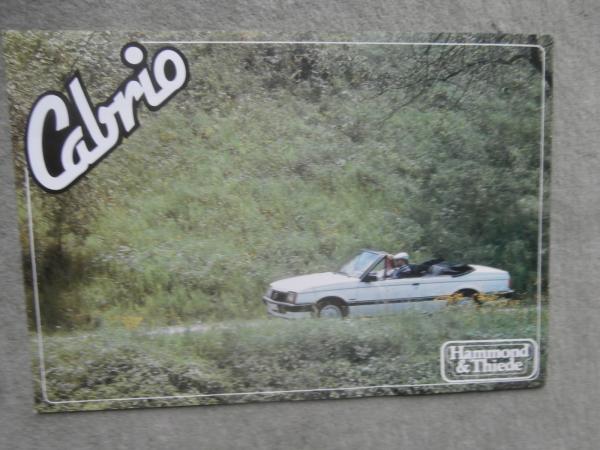 Cabrio
Hammond
& Thiede